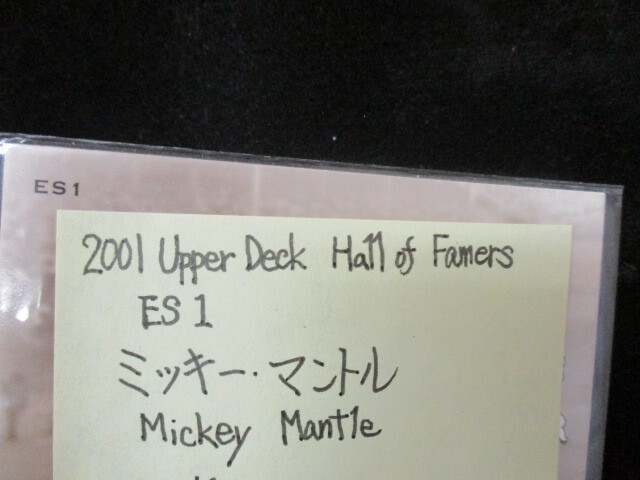 ES1
2001 Upper Deck Hall of Famers
ES 1
ミッキー・マントル
Mickey Mantle